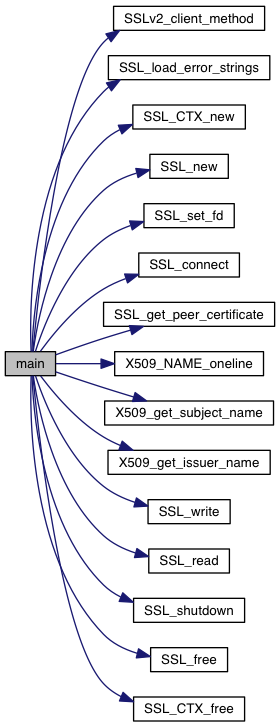 SSLv2_client_method
SSL_load_error_strings
SSL_CTX_new
SSL_new
SSL_set_fd
SSL_connect
SSL_get_peer_certificate
main
X509_NAME_oneline
X509_get_subject_name
X509_get_issuer_name
SSL_write
SSL_read
SSL_shutdown
SSL_free
SSL_CTX_free